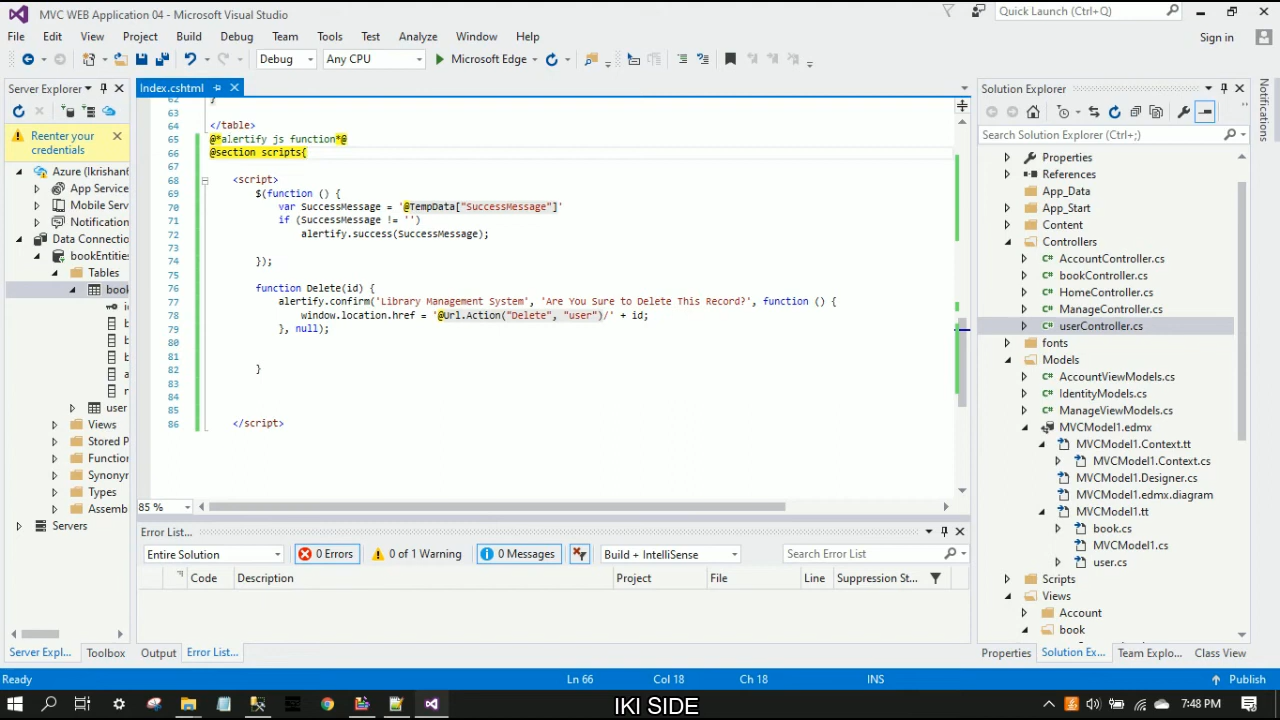 MVC WEB Application 04 - Microsoft Visual Studio
Quick Launch (Ctrl+Q)
File Edit View Project Build Debug Team Tools Test Analyze Window Help
Sign in
Debug Any CPU Microsoft Edge
Server Explorer
Reenter your
credentials
Azure (Ikrishan6
App Service
Mobile Serv
Notification
Data Connectio
bookEntities
Tables
book
user
Views
Stored P
Function
Synonym
Types
Assemb
Servers
Index.cshtml
62 }
63
64 </table>
65 @*alertify js function*@
66 @section scripts{
67
68 <script>
69 $(function () {
70 var SuccessMessage = '@TempData["SuccessMessage"]'
71 if (SuccessMessage != '')
72 alertify.success(SuccessMessage);
73
74 });
75
76 function Delete(id) {
77 alertify.confirm('Library Management System', 'Are You Sure to Delete This Record?', function () {
78 window.location.href = '@Url.Action("Delete", "user")/' + id;
79 }, null);
80
81
82 }
83
84
85
86 </script>
85 %
Error List...
Entire Solution 0 Errors 0 of 1 Warning 0 Messages Build + IntelliSense Search Error List
Code Description Project File Line Suppression St...
Solution Explorer
Search Solution Explorer (Ctrl+;)
Properties
References
App_Data
App_Start
Content
Controllers
AccountController.cs
bookController.cs
HomeController.cs
ManageController.cs
userController.cs
fonts
Models
AccountViewModels.cs
IdentityModels.cs
ManageViewModels.cs
MVCModel1.edmx
MVCModel1.Context.tt
MVCModel1.Context.cs
MVCModel1.Designer.cs
MVCModel1.edmx.diagram
MVCModel1.tt
book.cs
MVCModel1.cs
user.cs
Scripts
Views
Account
book
Notifications
Server Expl... Toolbox Output Error List... Properties Solution Ex... Team Explo... Class View
Ready Ln 66 Col 18 Ch 18 INS Publish
IKI SIDE
7:48 PM